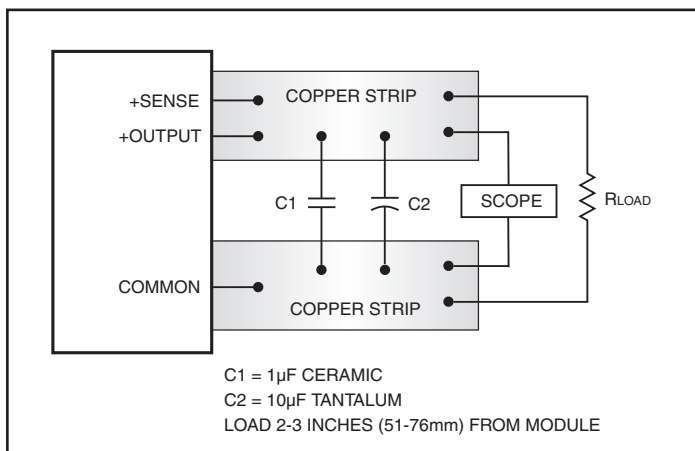 +SENSE
COPPER STRIP
+OUTPUT
C1
C2
SCOPE
RLOAD
COMMON
COPPER STRIP
C1 = 1µF CERAMIC
C2 = 10µF TANTALUM
LOAD 2-3 INCHES (51-76mm) FROM MODULE